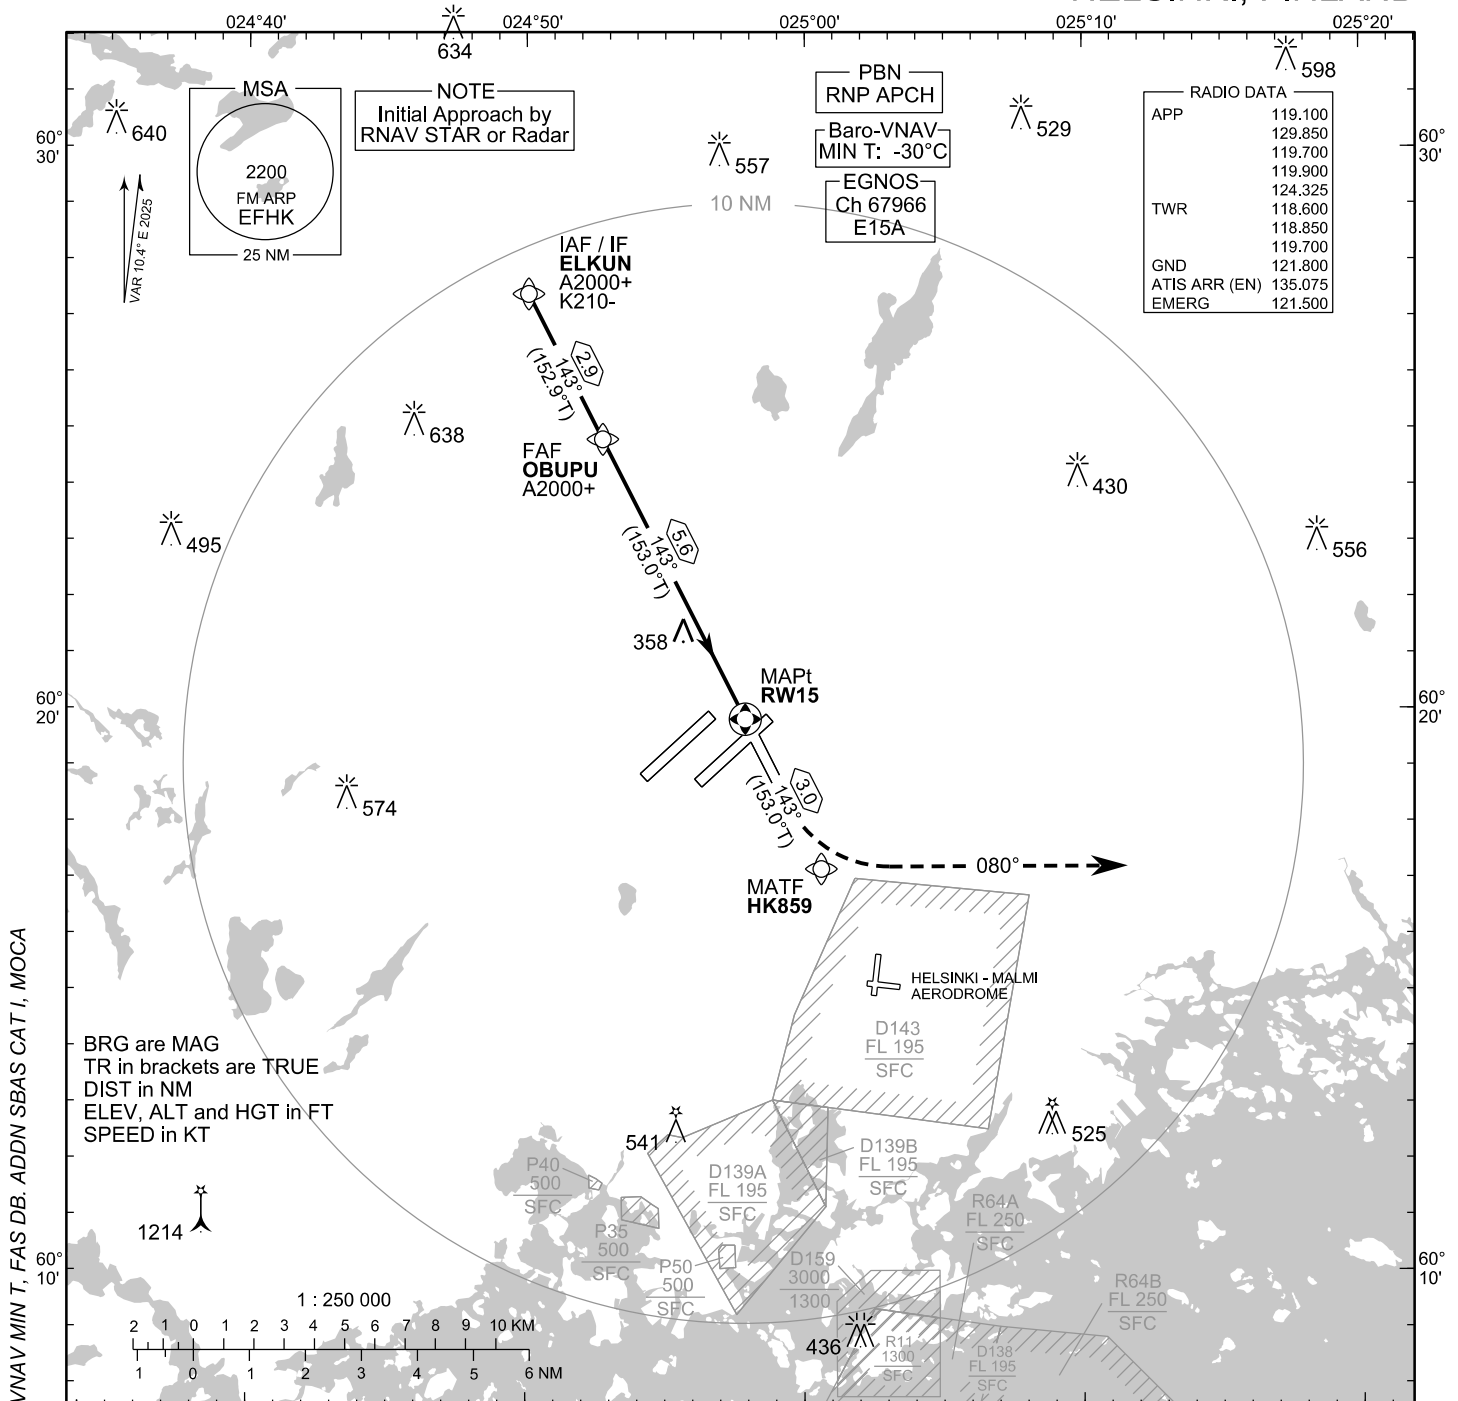 024°40'
024°50'
025°00'
025°10'
025°20'
634
598
640
529
557
60°
30'
60°
30'
MSA
2200
FM ARP
EFHK
25 NM
NOTE
Initial Approach by
RNAV STAR or Radar
PBN
RNP APCH
Baro-VNAV
MIN T: -30°C
EGNOS
Ch 67966
E15A
RADIO DATA
APP 119.100
129.850
119.700
119.900
124.325
TWR 118.600
118.850
119.700
GND 121.800
ATIS ARR (EN) 135.075
EMERG 121.500
VAR 10.4° E 2025
10 NM
IAF / IF
ELKUN
A2000+
K210-
2.9
143°
(152.9°T)
638
FAF
OBUPU
A2000+
430
495
556
5.6
143°
(153.0°T)
358
MAPt
RW15
60°
20'
60°
20'
574
3.0
143°
(153.0°T)
080°
MATF
HK859
HELSINKI - MALMI
AERODROME
D143
FL 195
SFC
BRG are MAG
TR in brackets are TRUE
DIST in NM
ELEV, ALT and HGT in FT
SPEED in KT
541
525
D139B
FL 195
SFC
D139A
FL 195
SFC
P40
500
SFC
P35
500
SFC
P50
500
SFC
D159
3000
1300
R64A
FL 250
SFC
R64B
FL 250
SFC
1214
60°
10'
60°
10'
436
R11
1300
SFC
D138
FL 195
SFC
1 : 250 000
2 1 0 1 2 3 4 5 6 7 8 9 10 KM
1 0 1 2 3 4 5 6 NM
VNAV MIN T, FAS DB. ADDN SBAS CAT I, MOCA